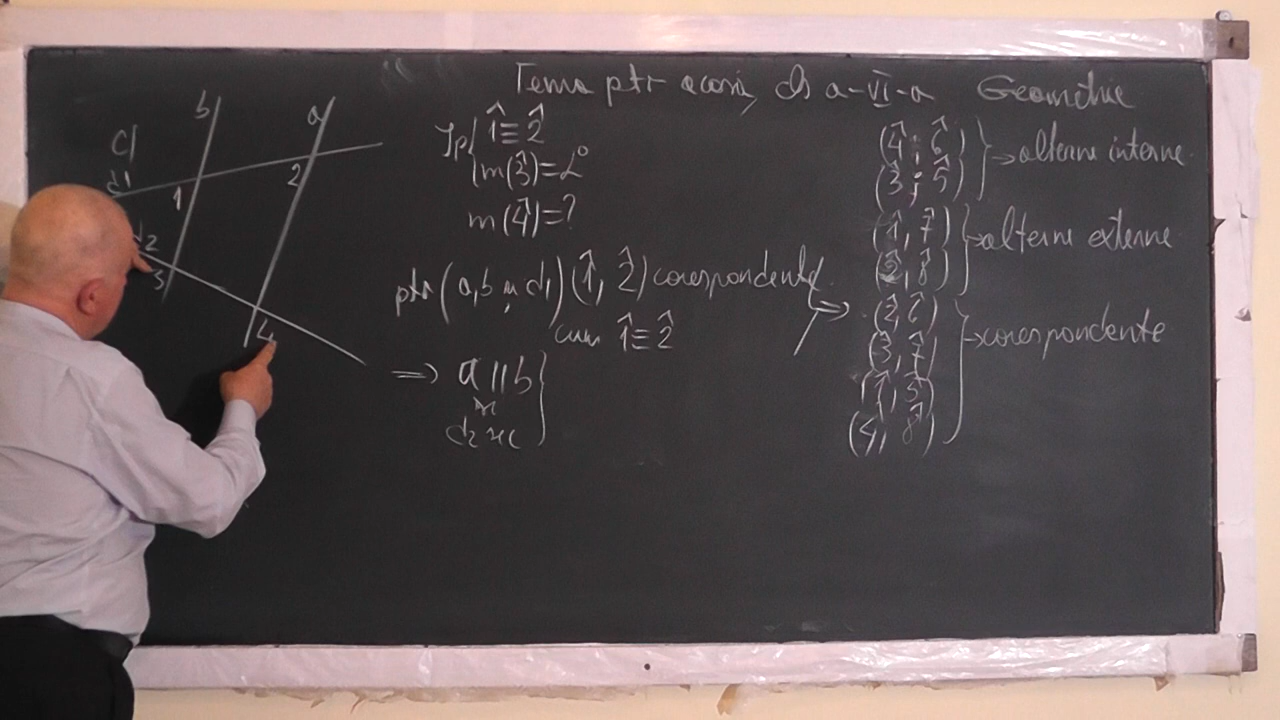 Tema ptr acasă, cls a-VI-a Geometrie
b a
C|
d1
1 2
d2
3
4
Ip{ 1̂≡2̂
m(3̂)=α°
m(4̂)=?
ptr (a,b și d1) (1̂, 2̂) corespondente
cum 1̂≡2̂
=> a || b
și
d2 sec
=>
(4̂; 6̂)
(3̂; 5̂) } -> alterne interne
(1̂, 7̂)
(2̂, 8̂) } -> alterne externe
(2̂, 6̂)
(3̂, 7̂)
(1̂, 5̂)
(4̂, 8̂) } -> corespondente